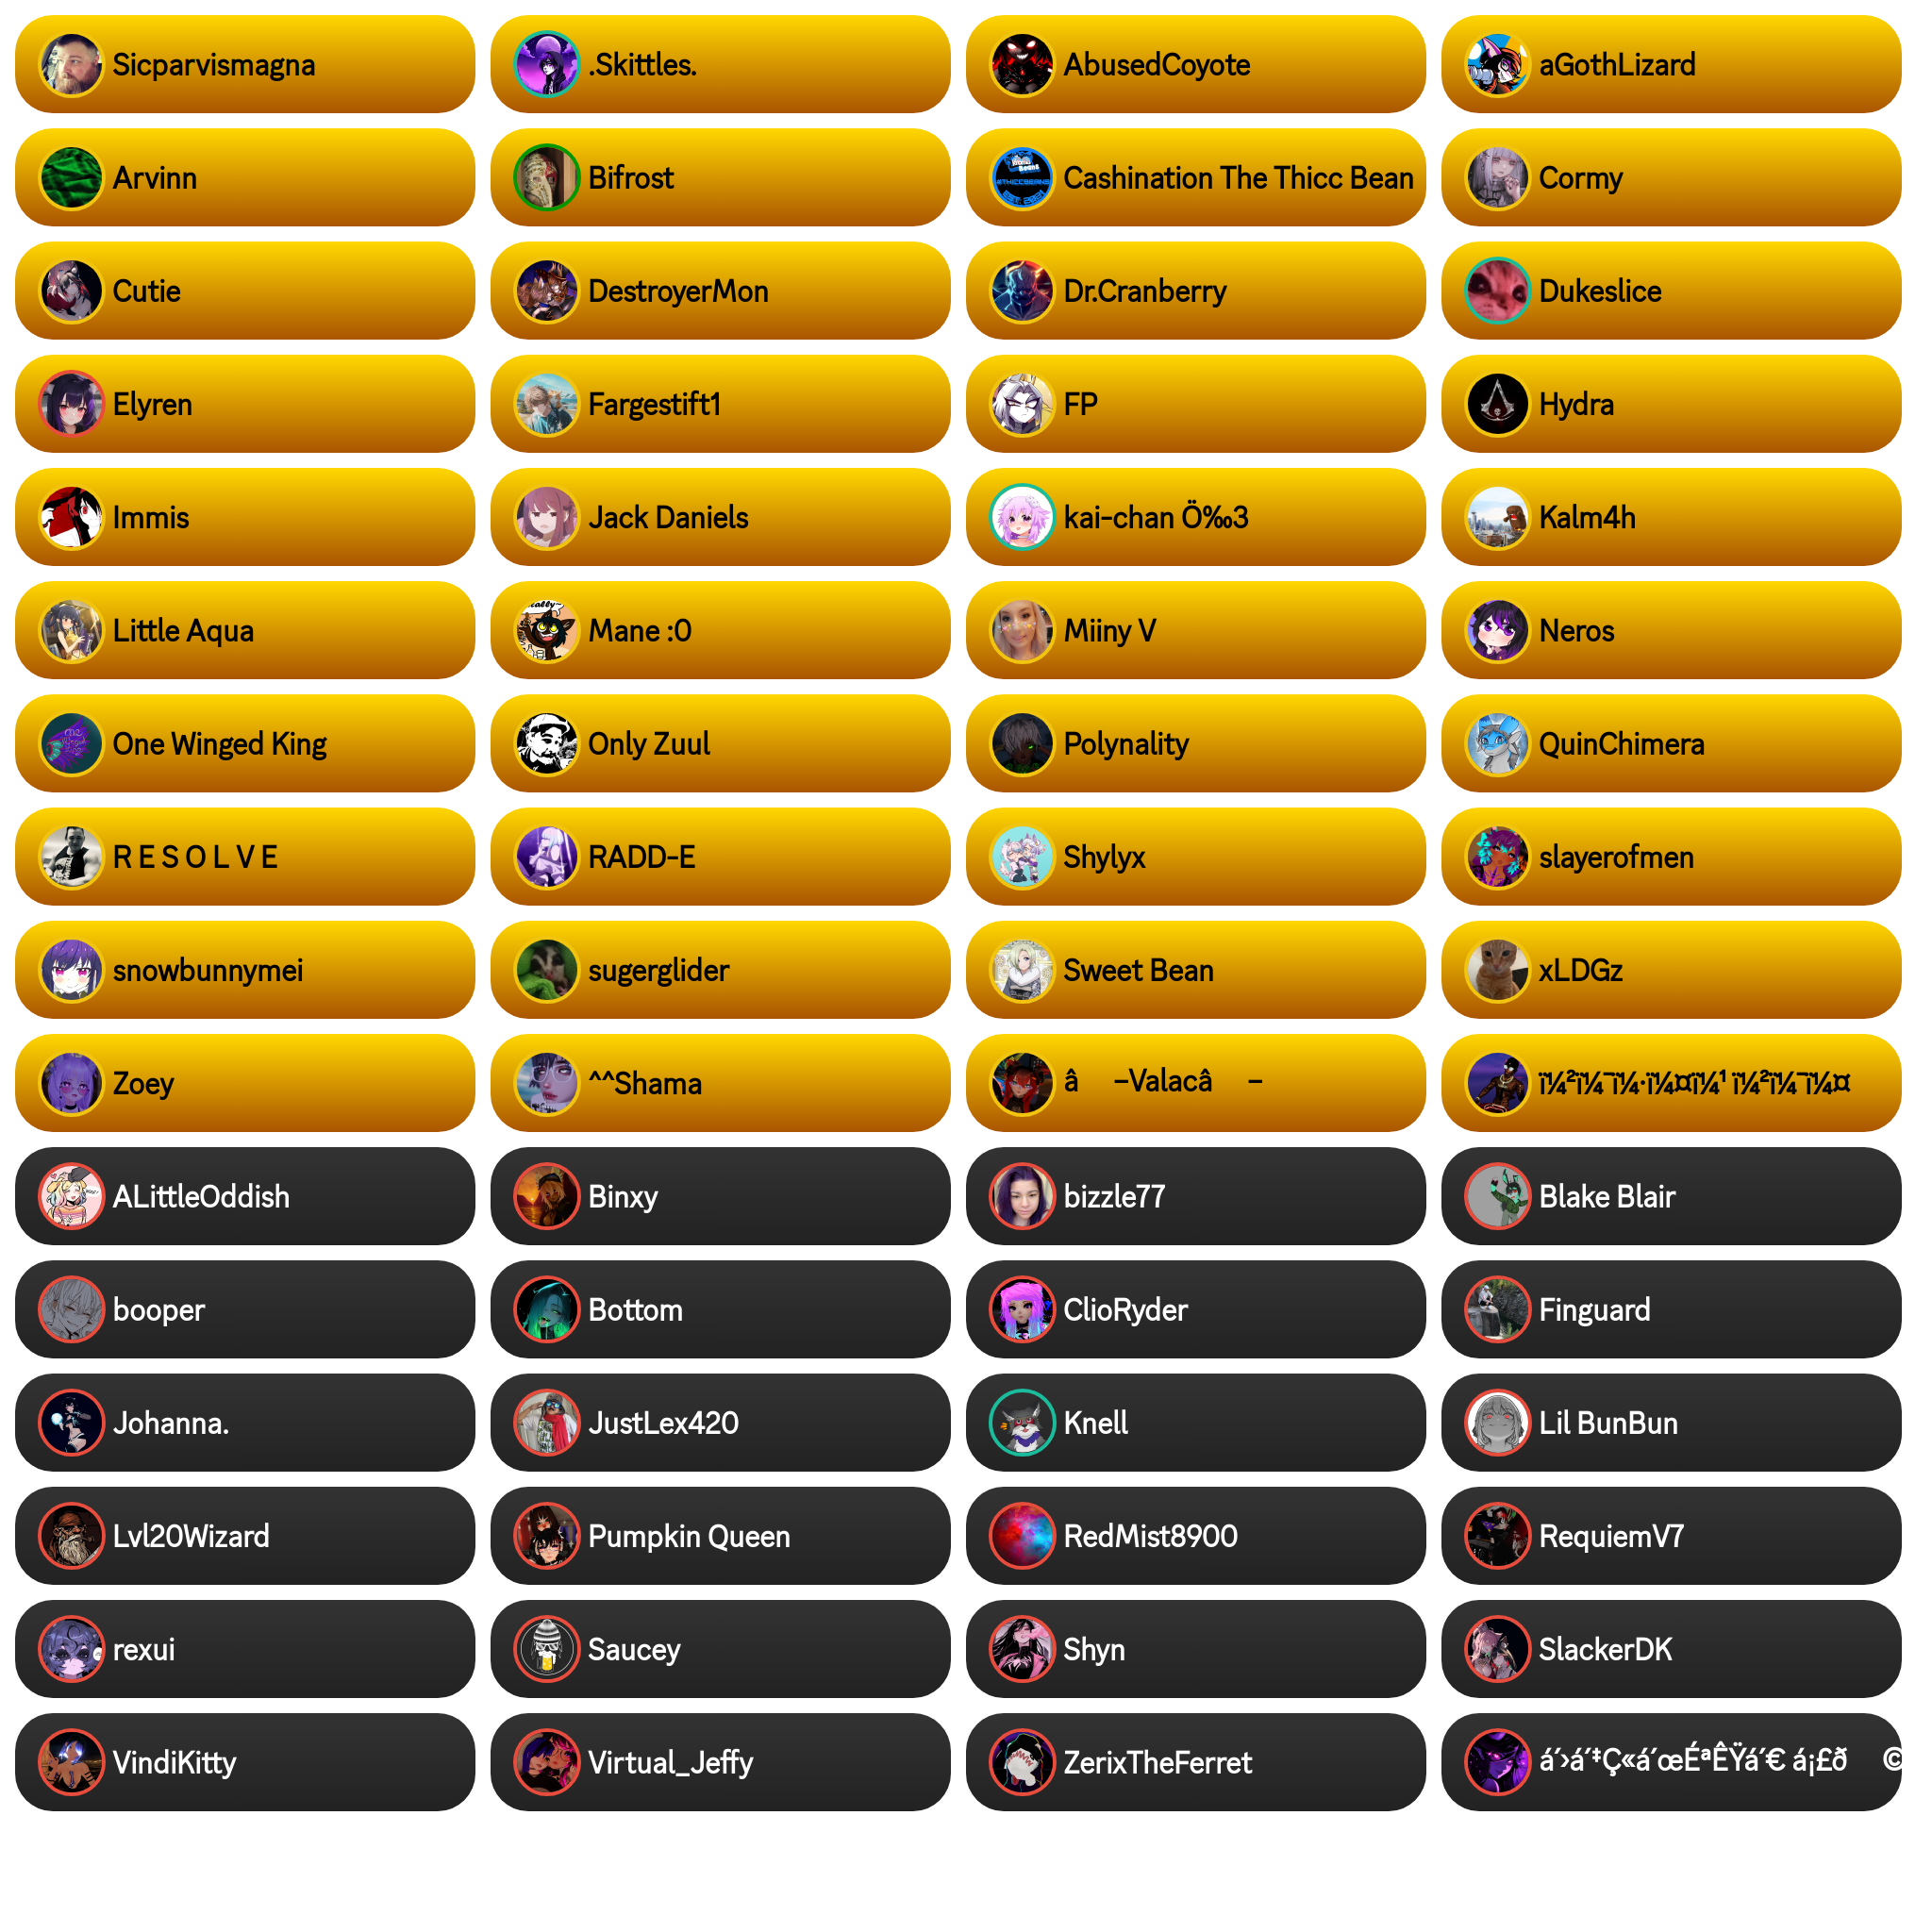 Sicparvismagna
.Skittles.
AbusedCoyote
aGothLizard
Arvinn
Bifrost
Cashination The Thicc Bean
Cormy
Cutie
DestroyerMon
Dr.Cranberry
Dukeslice
Elyren
Fargestift1
FP
Hydra
Immis
Jack Daniels
kai-chan Ö‰3
Kalm4h
Little Aqua
Mane :0
Miiny V
Neros
One Winged King
Only Zuul
Polynality
QuinChimera
R E S O L V E
RADD-E
Shylyx
slayerofmen
snowbunnymei
sugerglider
Sweet Bean
xLDGz
Zoey
^^Shama
â –Valacâ –
ï¼²ï¼¯ï¼·ï¼¤ï¼¹ ï¼²ï¼¯ï¼¤
ALittleOddish
Binxy
bizzle77
Blake Blair
booper
Bottom
ClioRyder
Finguard
Johanna.
JustLex420
Knell
Lil BunBun
Lvl20Wizard
Pumpkin Queen
RedMist8900
RequiemV7
rexui
Saucey
Shyn
SlackerDK
VindiKitty
Virtual_Jeffy
ZerixTheFerret
á´›á´‡Ç«á´œÉªÊŸá´€ á¡£ð ©